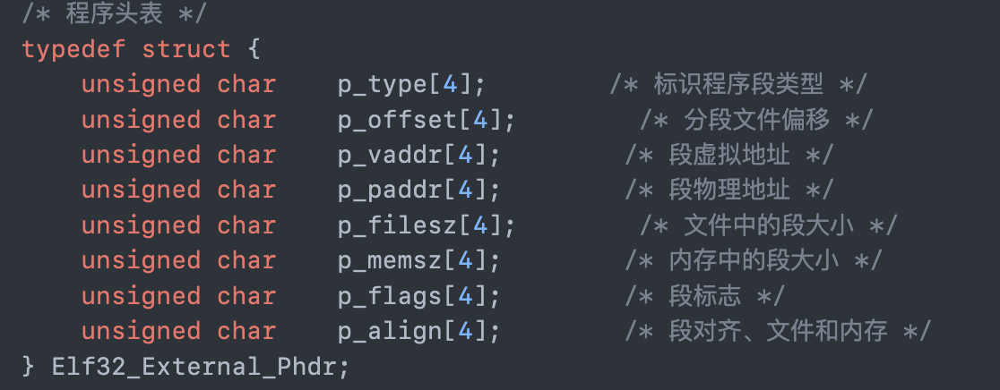 /* 程序头表 */
typedef struct {
    unsigned char    p_type[4];        /* 标识程序段类型 */
    unsigned char    p_offset[4];        /* 分段文件偏移 */
    unsigned char    p_vaddr[4];        /* 段虚拟地址 */
    unsigned char    p_paddr[4];        /* 段物理地址 */
    unsigned char    p_filesz[4];        /* 文件中的段大小 */
    unsigned char    p_memsz[4];        /* 内存中的段大小 */
    unsigned char    p_flags[4];        /* 段标志 */
    unsigned char    p_align[4];        /* 段对齐、文件和内存 */
} Elf32_External_Phdr;